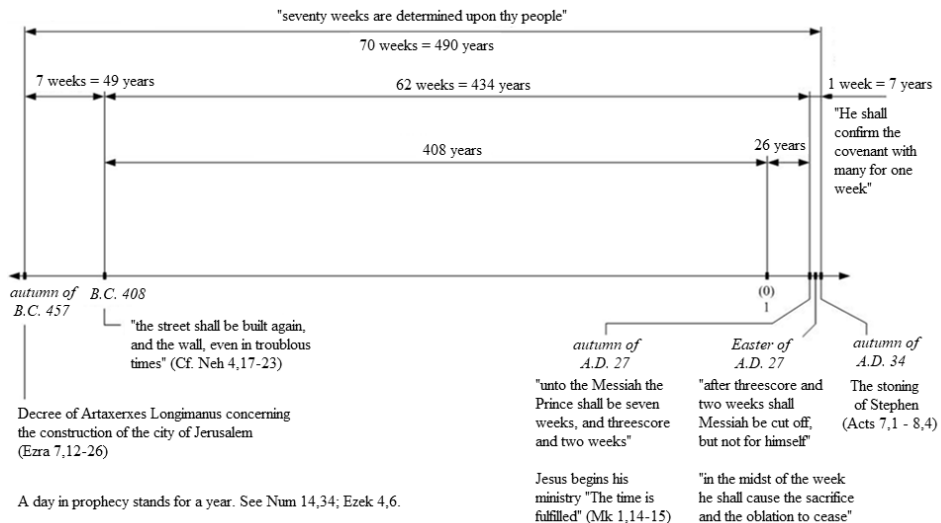 "seventy weeks are determined upon thy people"
70 weeks = 490 years
7 weeks = 49 years
62 weeks = 434 years
1 week = 7 years
"He shall
confirm the
covenant with
many for one
week"
408 years
26 years
autumn of
B.C. 457
B.C. 408
(0)
1
"the street shall be built again,
and the wall, even in troublous
times" (Cf. Neh 4,17-23)
Decree of Artaxerxes Longimanus concerning
the construction of the city of Jerusalem
(Ezra 7,12-26)
A day in prophecy stands for a year. See Num 14,34; Ezek 4,6.
autumn of
A.D. 27
"unto the Messiah the
Prince shall be seven
weeks, and threescore
and two weeks"
Jesus begins his
ministry "The time is
fulfilled" (Mk 1,14-15)
Easter of
A.D. 27
"after threescore and
two weeks shall
Messiah be cut off,
but not for himself"
"in the midst of the week
he shall cause the sacrifice
and the oblation to cease"
autumn of
A.D. 34
The stoning
of Stephen
(Acts 7,1 - 8,4)